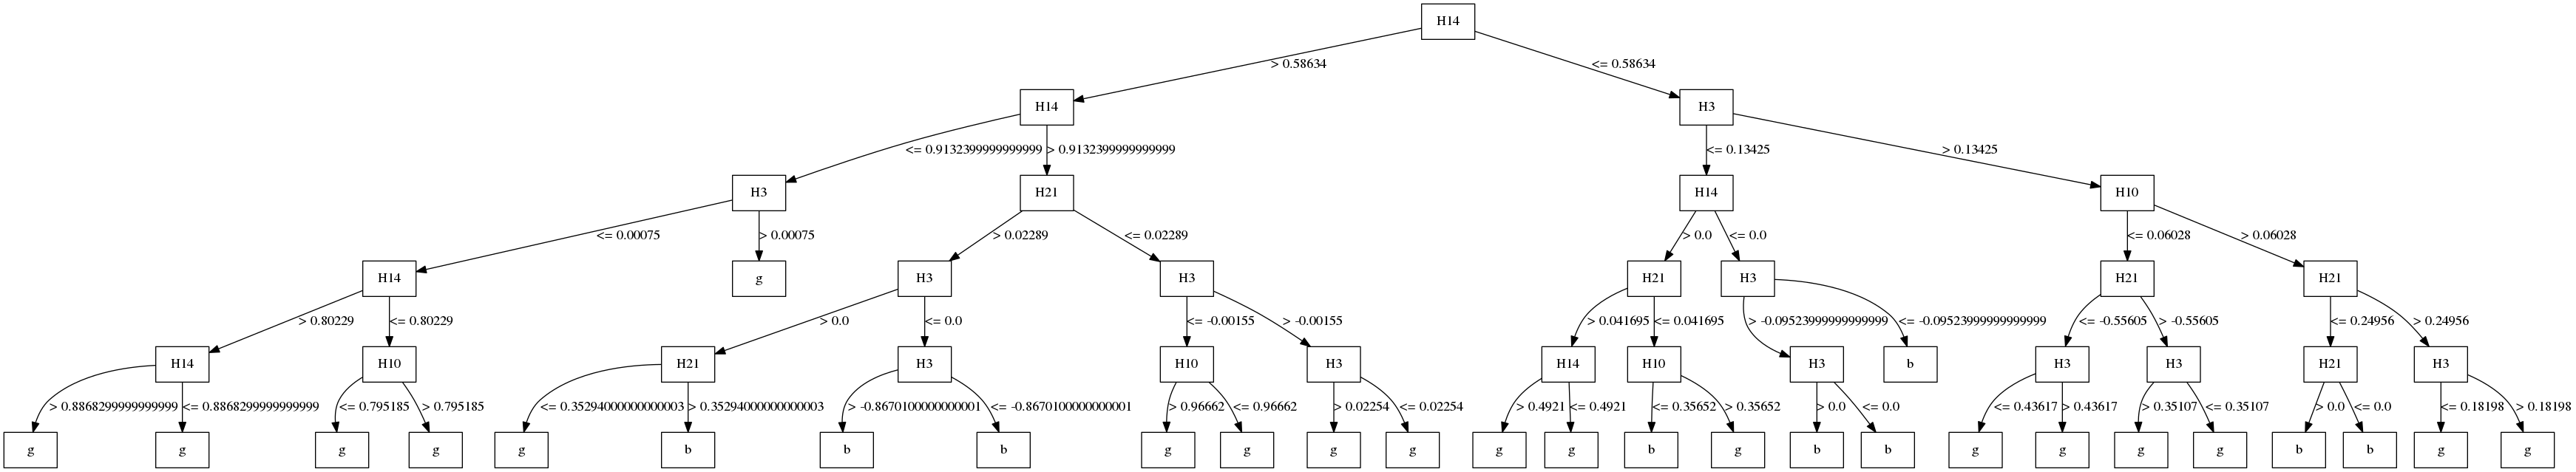 H14
> 0.58634 <= 0.58634
H14 H3
<= 0.9132399999999999 > 0.9132399999999999 <= 0.13425 > 0.13425
H3 H21 H14 H10
<= 0.00075 > 0.00075 > 0.02289 <= 0.02289 > 0.0 <= 0.0 <= 0.06028 > 0.06028
H14 g H3 H3 H21 H3 H21 H21
> 0.80229 <= 0.80229 > 0.0 <= 0.0 <= -0.00155 > -0.00155 > 0.041695 <= 0.041695 > -0.09523999999999999 <= -0.09523999999999999 <= -0.55605 > -0.55605 <= 0.24956 > 0.24956
H14 H10 H21 H3 H10 H3 H14 H10 H3 b H3 H3 H21 H3
> 0.8868299999999999 <= 0.8868299999999999 <= 0.795185 > 0.795185 <= 0.352940000000000003 > 0.352940000000000003 > -0.8670100000000001 <= -0.8670100000000001 > 0.96662 <= 0.96662 > 0.02254 <= 0.02254 > 0.4921 <= 0.4921 <= 0.35652 > 0.35652 > 0.0 <= 0.0 <= 0.43617 > 0.43617 > 0.35107 <= 0.35107 > 0.0 <= 0.0 <= 0.18198 > 0.18198
g g g g g b b b g g g g g g b g b b g g g g b b g g